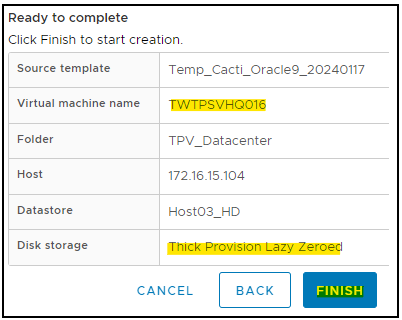 Ready to complete
Click Finish to start creation.
Source template Temp_Cacti_Oracle9_20240117
Virtual machine name TWTPSVHQ016
Folder TPV_Datacenter
Host 172.16.15.104
Datastore Host03_HD
Disk storage Thick Provision Lazy Zeroed
CANCEL BACK FINISH